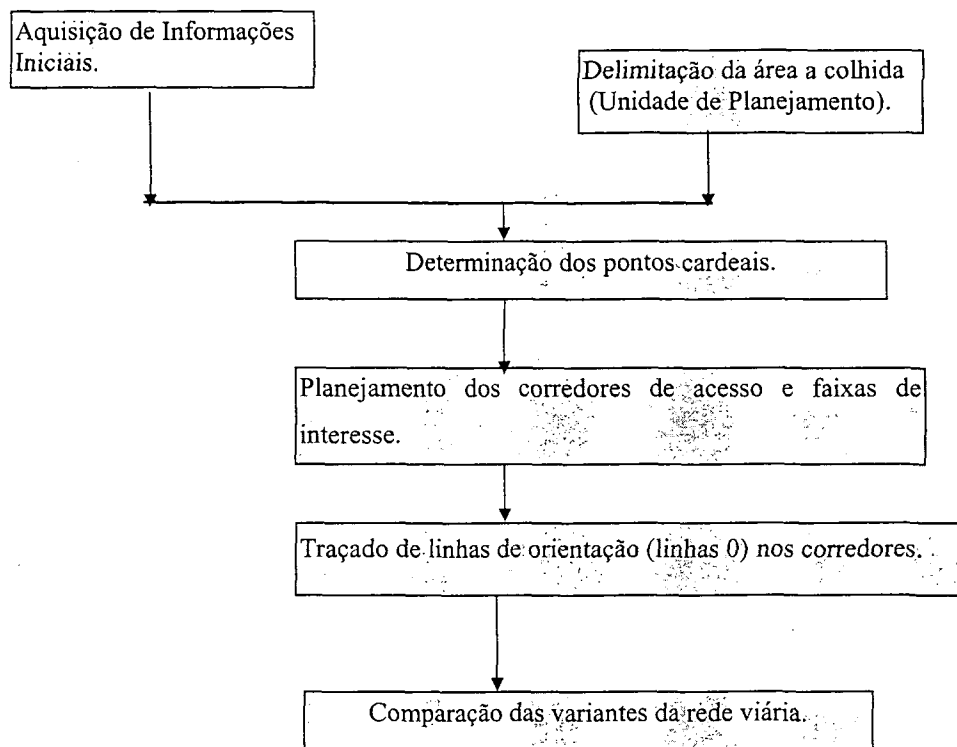 Aquisição de Informações
Iniciais.
Delimitação da área a colhida
(Unidade de Planejamento).
Determinação dos pontos cardeais.
Planejamento dos corredores de acesso e faixas de
interesse.
Traçado de linhas de orientação (linhas 0) nos corredores.
Comparação das variantes da rede viária.